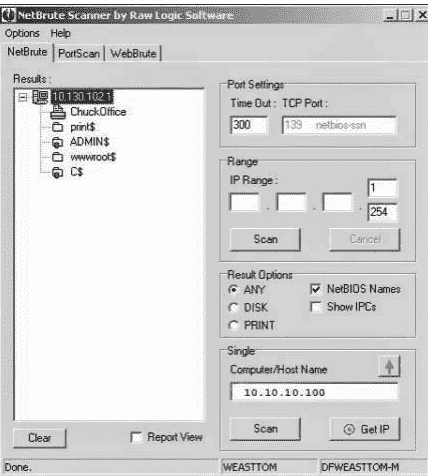 NetBrute Scanner by Raw Logic Software
Options Help
NetBrute PortScan WebBrute
Results :
10.130.102.1
ChuckOffice
print$
ADMIN$
wwwroot$
C$
Clear
Report View
Port Settings
Time Out : TCP Port :
300 139 netbios-ssn
Range
IP Range :
1
. . .
254
Scan Cancel
Result Options
ANY
NetBIOS Names
DISK
Show IPCs
PRINT
Single
Computer/Host Name
10.10.10.100
Scan Get IP
Done. WEASTTOM DFWEASTTOM-M